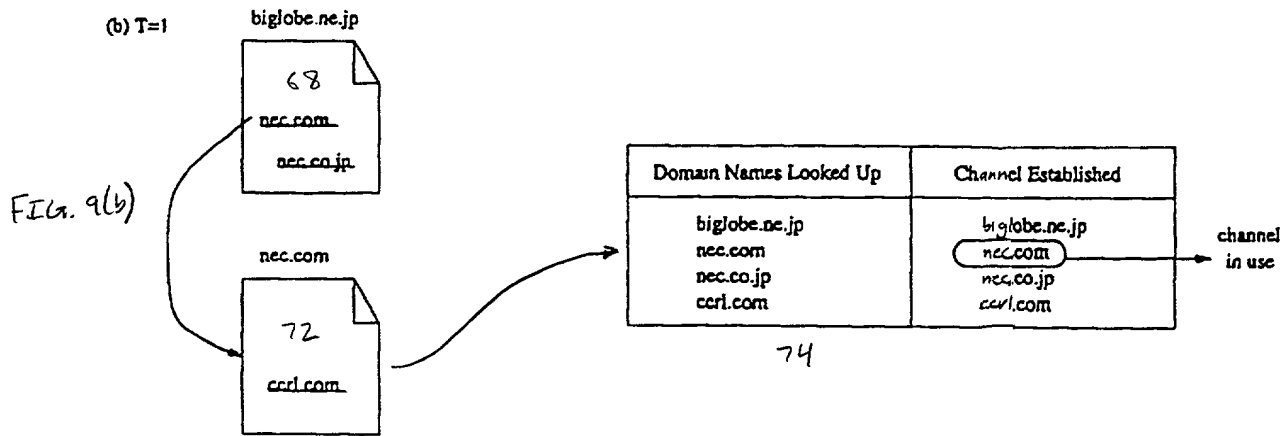 (b) T=1
biglobe.ne.jp
68
nec.com
nec.co.jp
FIG. 9(b)
nec.com
72
ccrl.com
Domain Names Looked Up
Channel Established
biglobe.ne.jp
biglobe.ne.jp
nec.com
nec.com
nec.co.jp
nec.co.jp
ccrl.com
ccrl.com
channel
in use
74